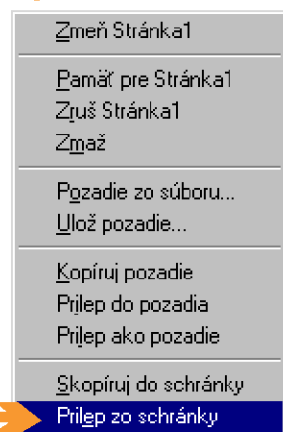 Zmeň Stránka1
Pamäť pre Stránka1
Zruš Stránka1
Zmaž
Pozadie zo súboru...
Ulož pozadie...
Kopíruj pozadie
Prilep do pozadia
Prilep ako pozadie
Skopíruj do schránky
Prilep zo schránky